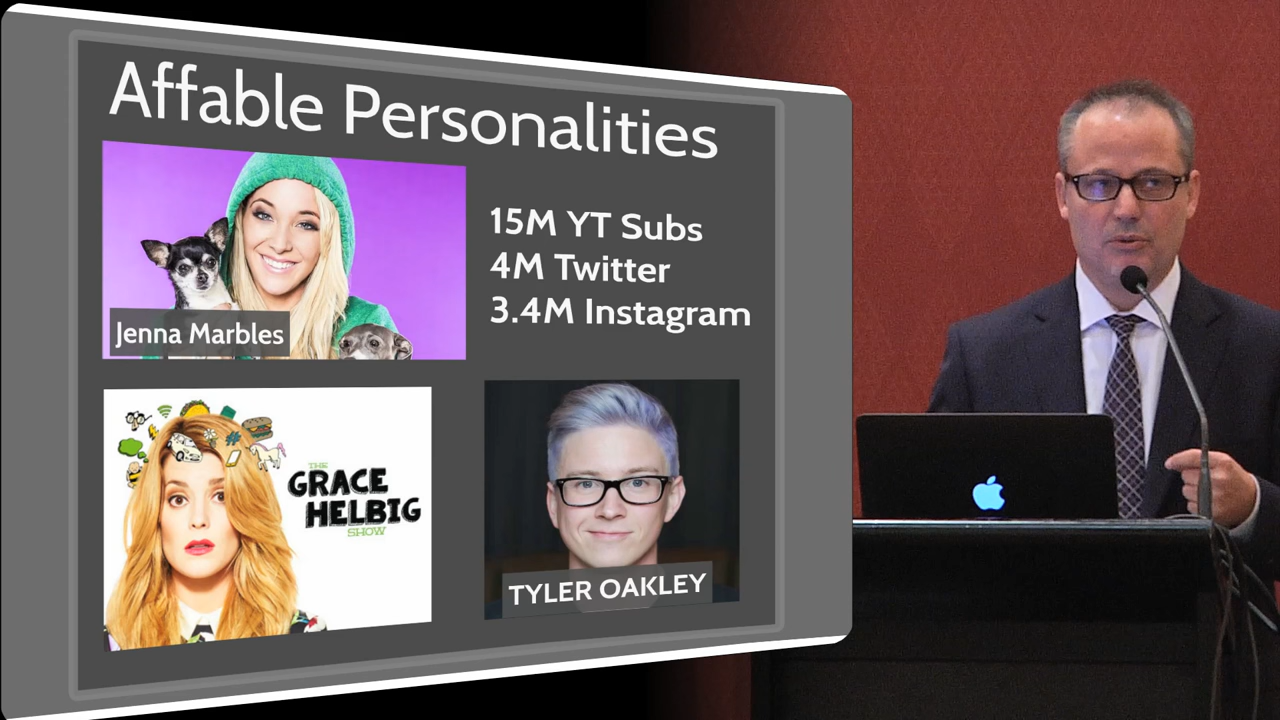 Affable Personalities
Jenna Marbles
15M YT Subs
4M Twitter
3.4M Instagram
THE
GRACE
HELBIG
SHOW
TYLER OAKLEY